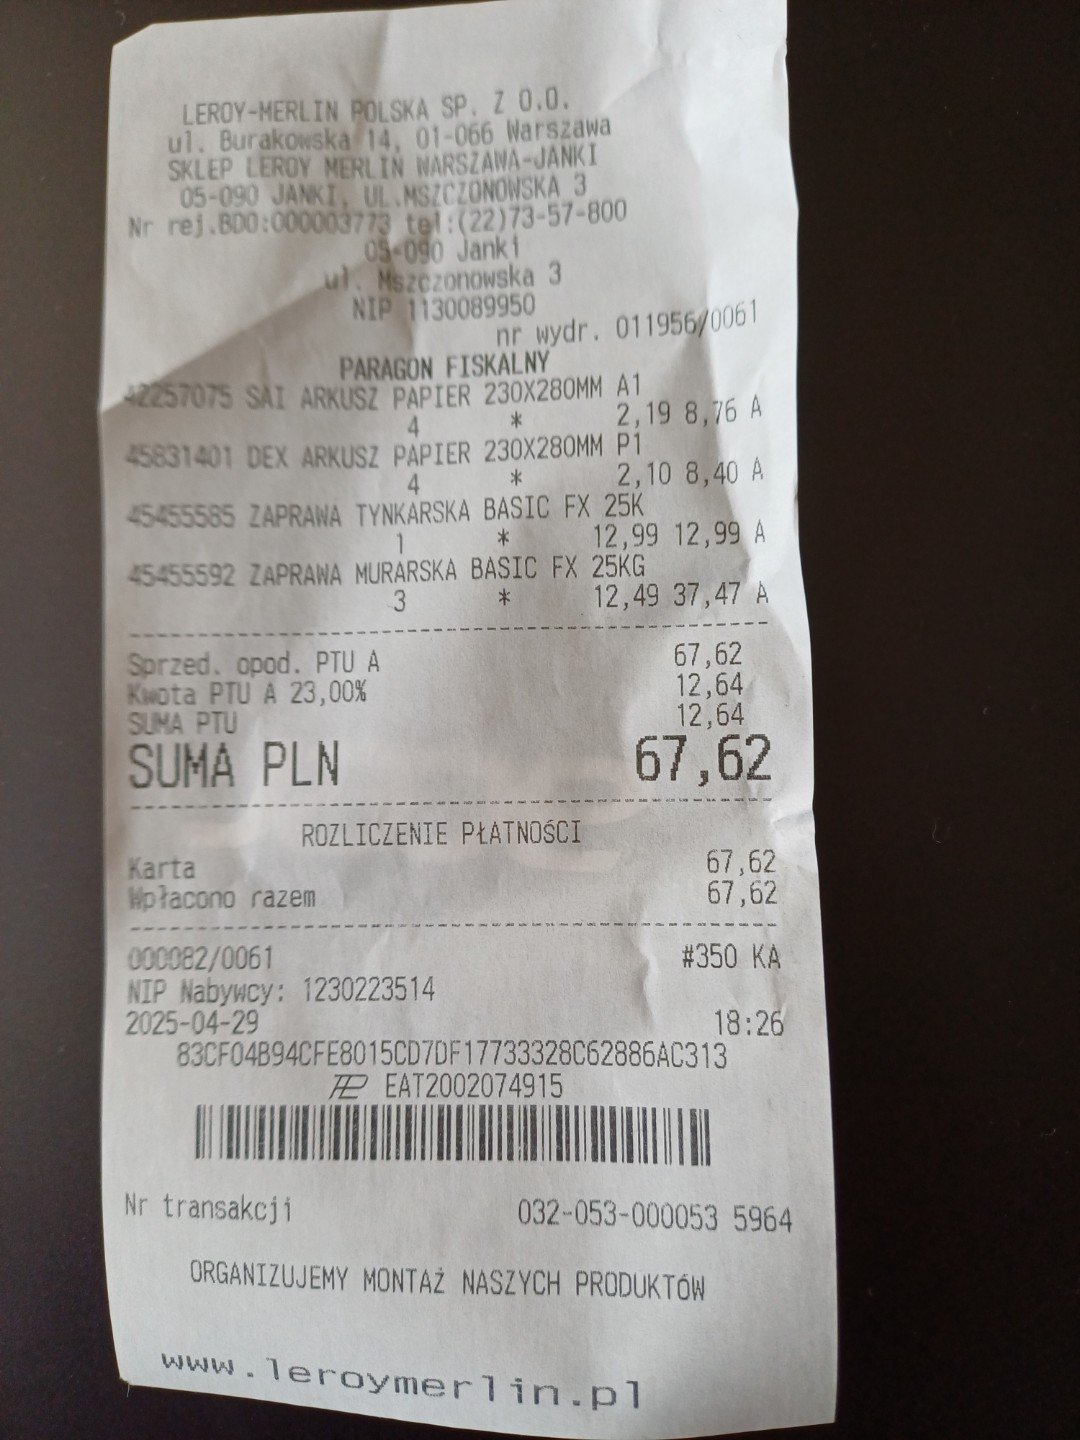 LEROY-MERLIN POLSKA SP. Z O.O.
ul. Burakowska 14, 01-066 Warszawa
SKLEP LEROY MERLIN WARSZAWA-JANKI
05-090 JANKI, UL.MSZCZONOWSKA 3
Nr rej.BDO:000003773 tel:(22)73-57-800
05-090 Janki
ul. Mszczonowska 3
NIP 1130089950
nr wydr. 011956/0061
PARAGON FISKALNY
42257075 SAI ARKUSZ PAPIER 230X280MM A1
4 * 2,19 8,76 A
45831401 DEX ARKUSZ PAPIER 230X280MM P1
4 * 2,10 8,40 A
45455585 ZAPRAWA TYNKARSKA BASIC FX 25K
1 * 12,99 12,99 A
45455592 ZAPRAWA MURARSKA BASIC FX 25KG
3 * 12,49 37,47 A
Sprzed. opod. PTU A 67,62
Kwota PTU A 23,00% 12,64
SUMA PTU 12,64
SUMA PLN 67,62
ROZLICZENIE PŁATNOŚCI
Karta 67,62
Wpłacono razem 67,62
000082/0061 #350 KA
NIP Nabywcy: 1230223514
2025-04-29 18:26
83CF04B94CFE8015CD7DF17733328C62886AC313
EAT2002074915
Nr transakcji 032-053-000053 5964
ORGANIZUJEMY MONTAŻ NASZYCH PRODUKTÓW
www.leroymerlin.pl